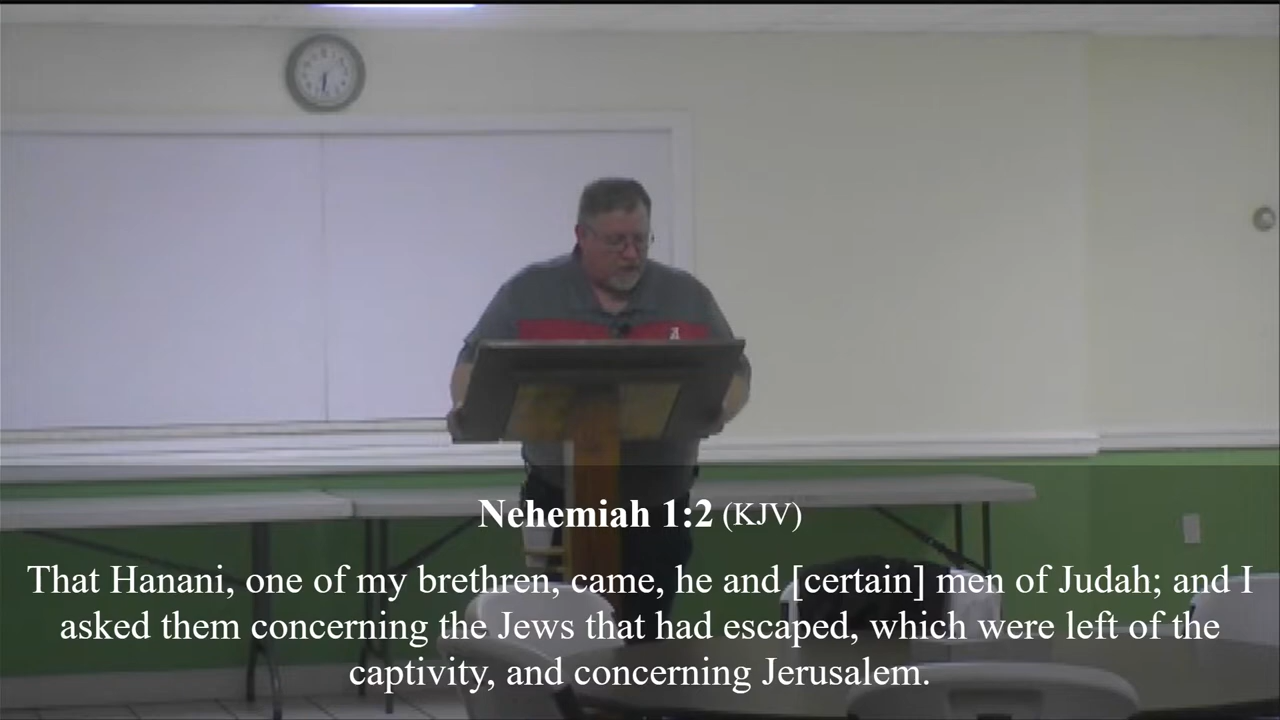 Nehemiah 1:2 (KJV)
That Hanani, one of my brethren, came, he and [certain] men of Judah; and I
asked them concerning the Jews that had escaped, which were left of the
captivity, and concerning Jerusalem.